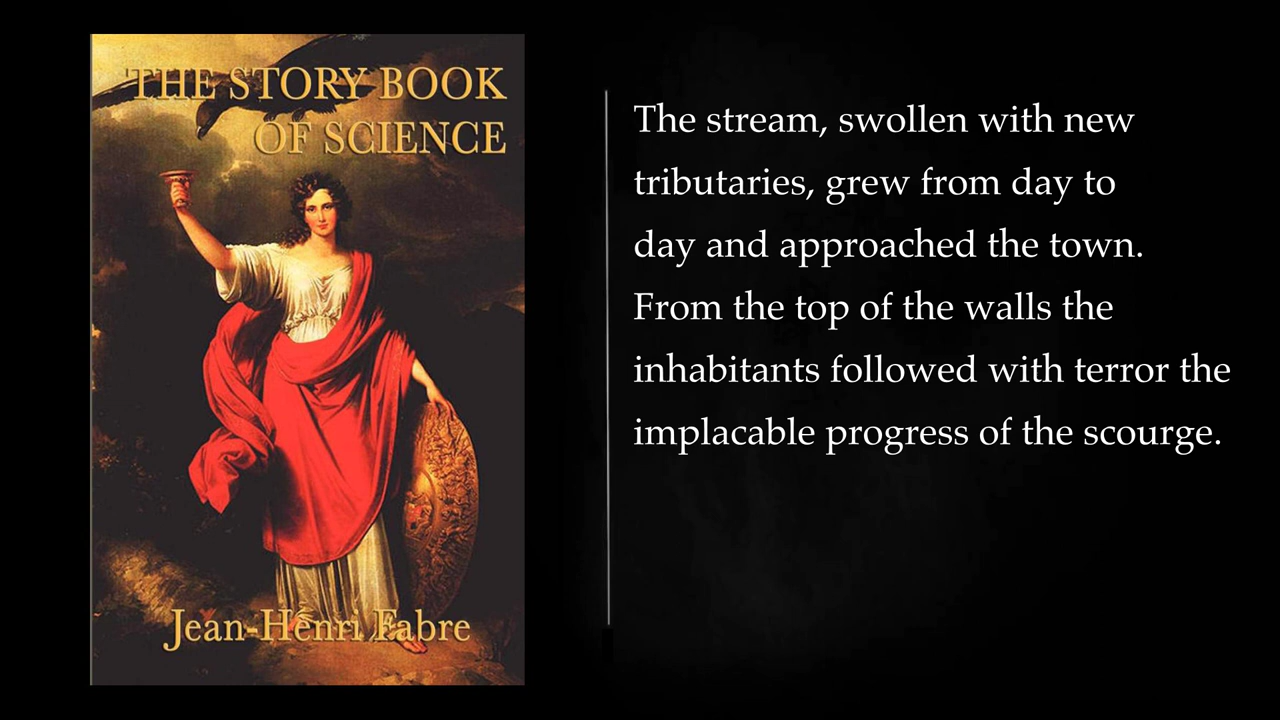 THE STORY BOOK
OF SCIENCE
Jean-Henri Fabre
The stream, swollen with new
tributaries, grew from day to
day and approached the town.
From the top of the walls the
inhabitants followed with terror the
implacable progress of the scourge.